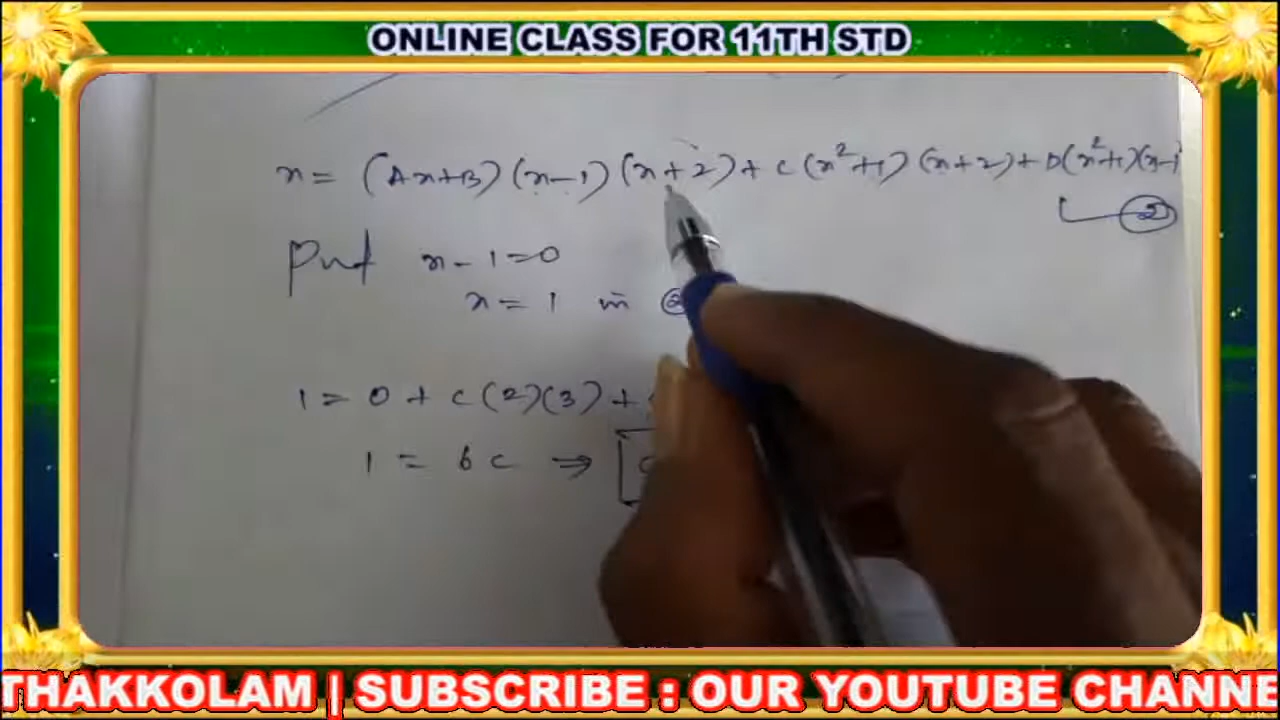 ONLINE CLASS FOR 11TH STD
x = (Ax+B)(x-1)(x+2) + C(x²+1)(x+2) + D(x²+1)(x-1)
②
Put x-1=0
x = 1 in ②
1 = 0 + C(2)(3) +
1 = 6C ⇒
THAKKOLAM | SUBSCRIBE : OUR YOUTUBE CHANNE